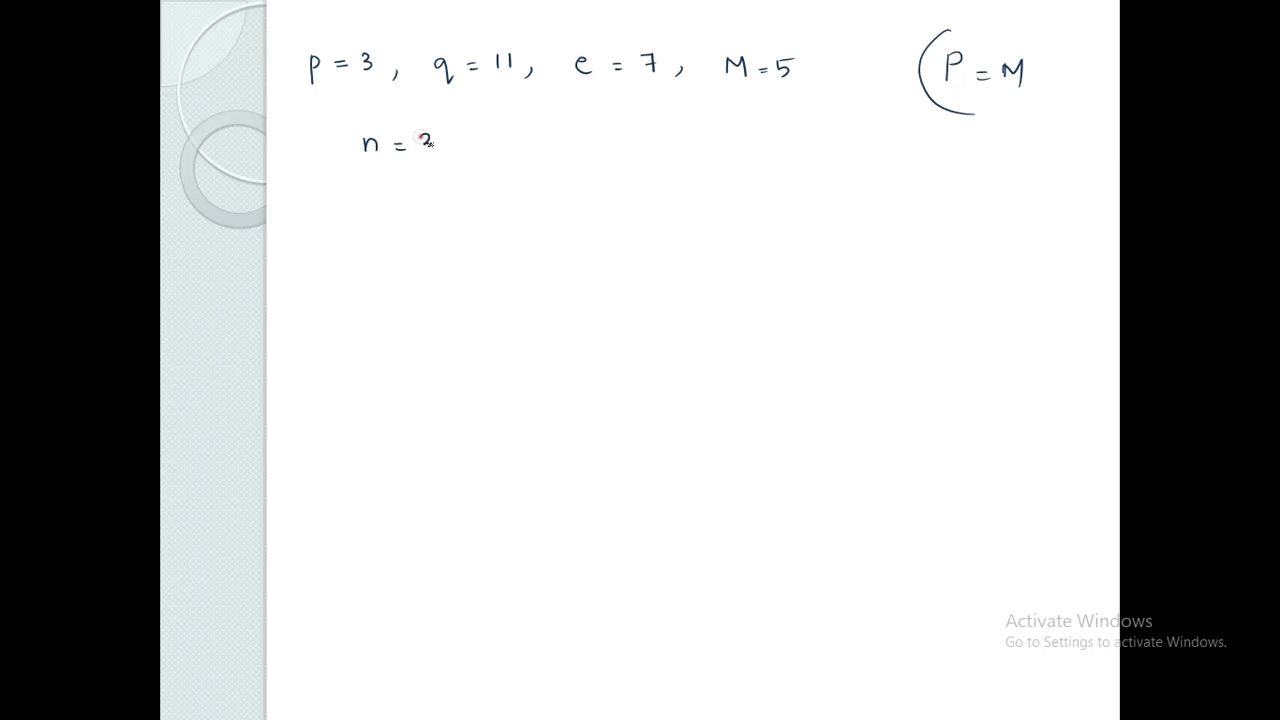 p = 3 , q = 11 , e = 7 , M = 5 ( P = M
n =
Activate Windows
Go to Settings to activate Windows.